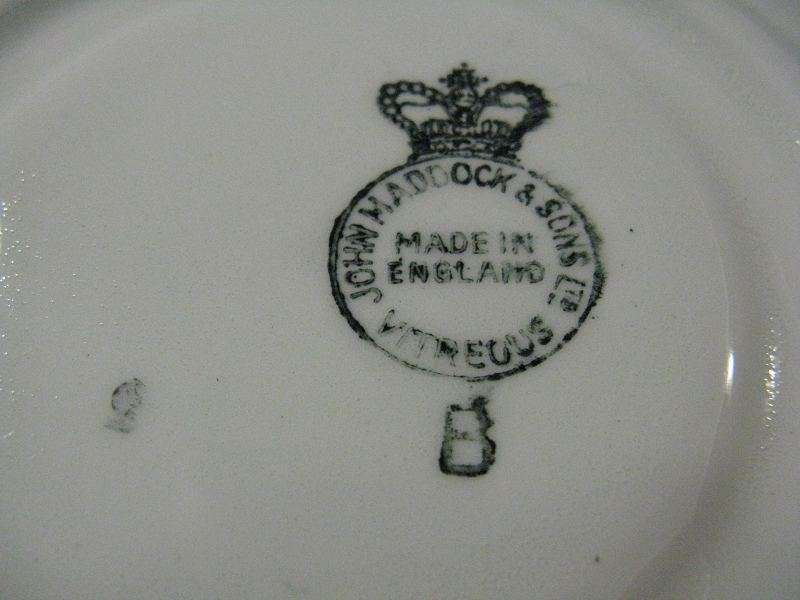 JOHN MADDOCK & SONS LTD
MADE IN
ENGLAND
VITREOUS
B